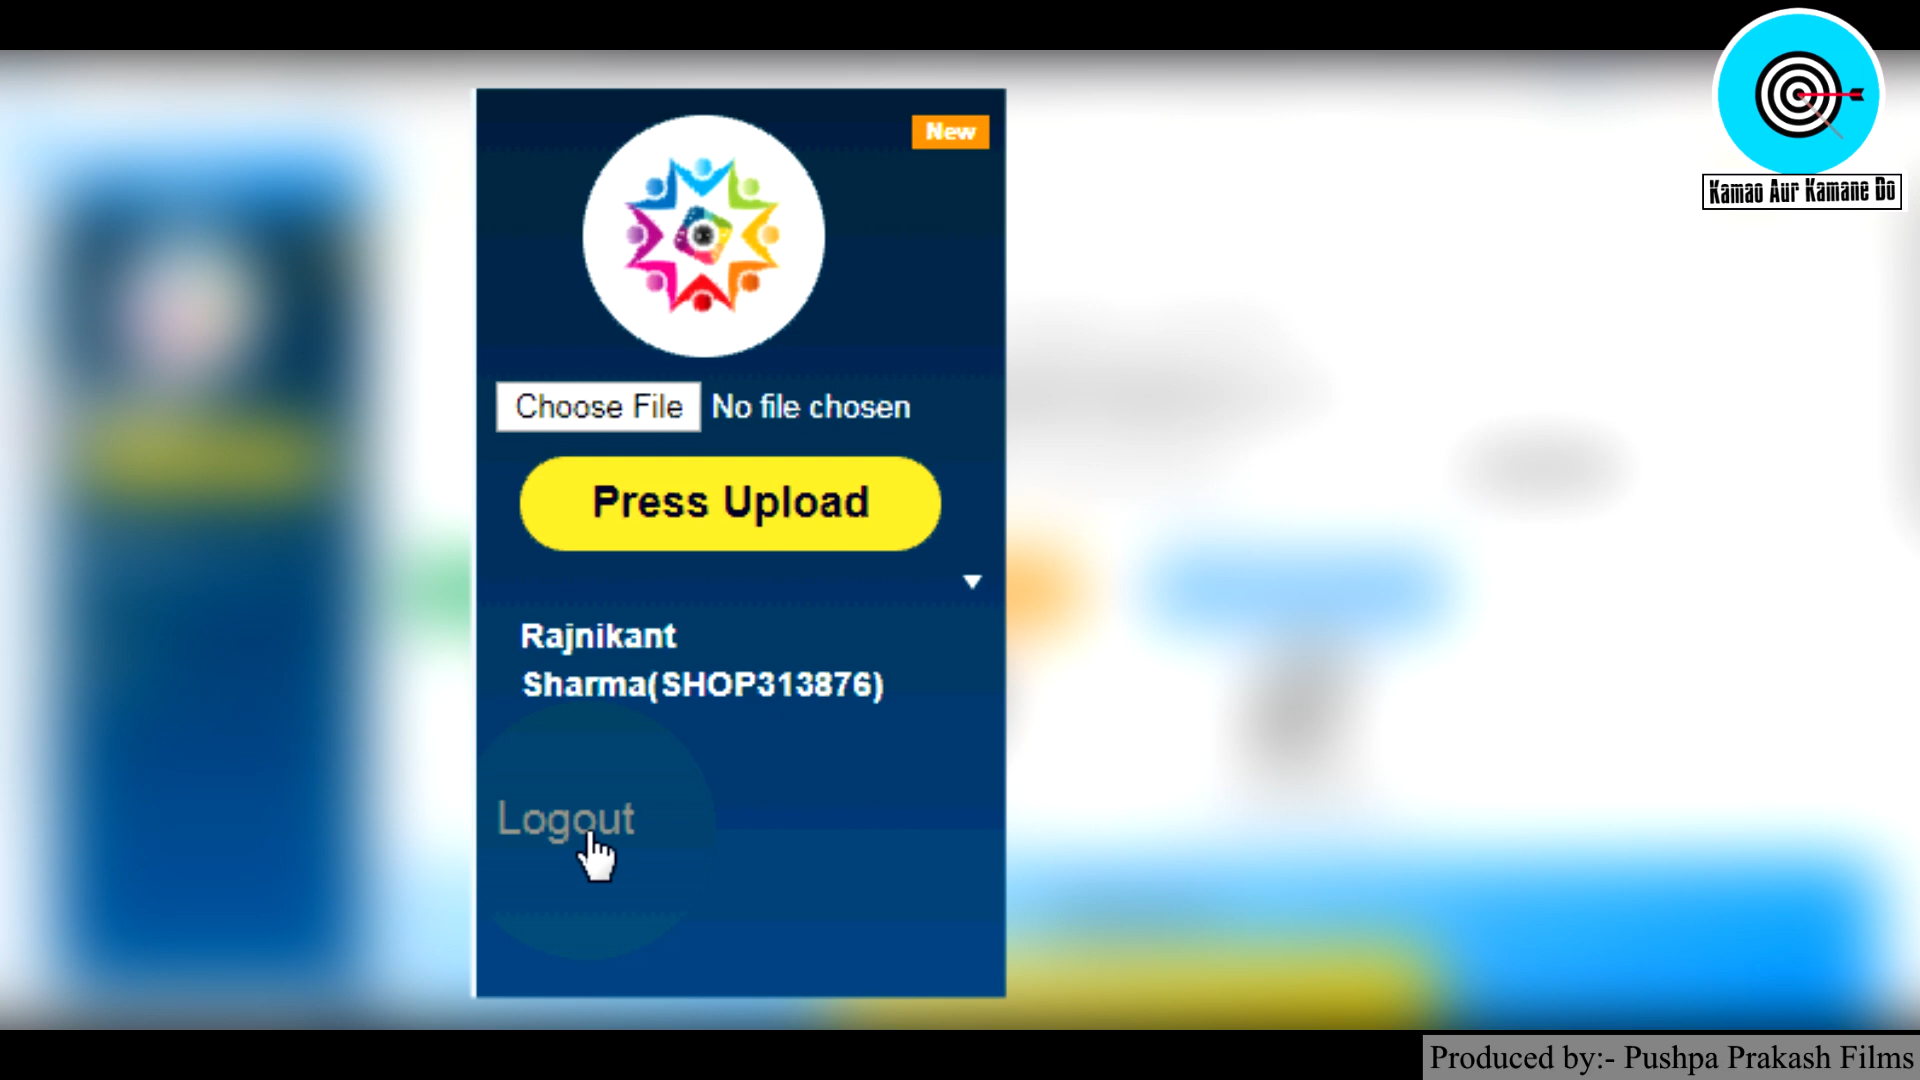 New
Kamao Aur Kamane Do
Choose File No file chosen
Press Upload
Rajnikant
Sharma(SHOP313876)
Logout
Produced by:- Pushpa Prakash Films